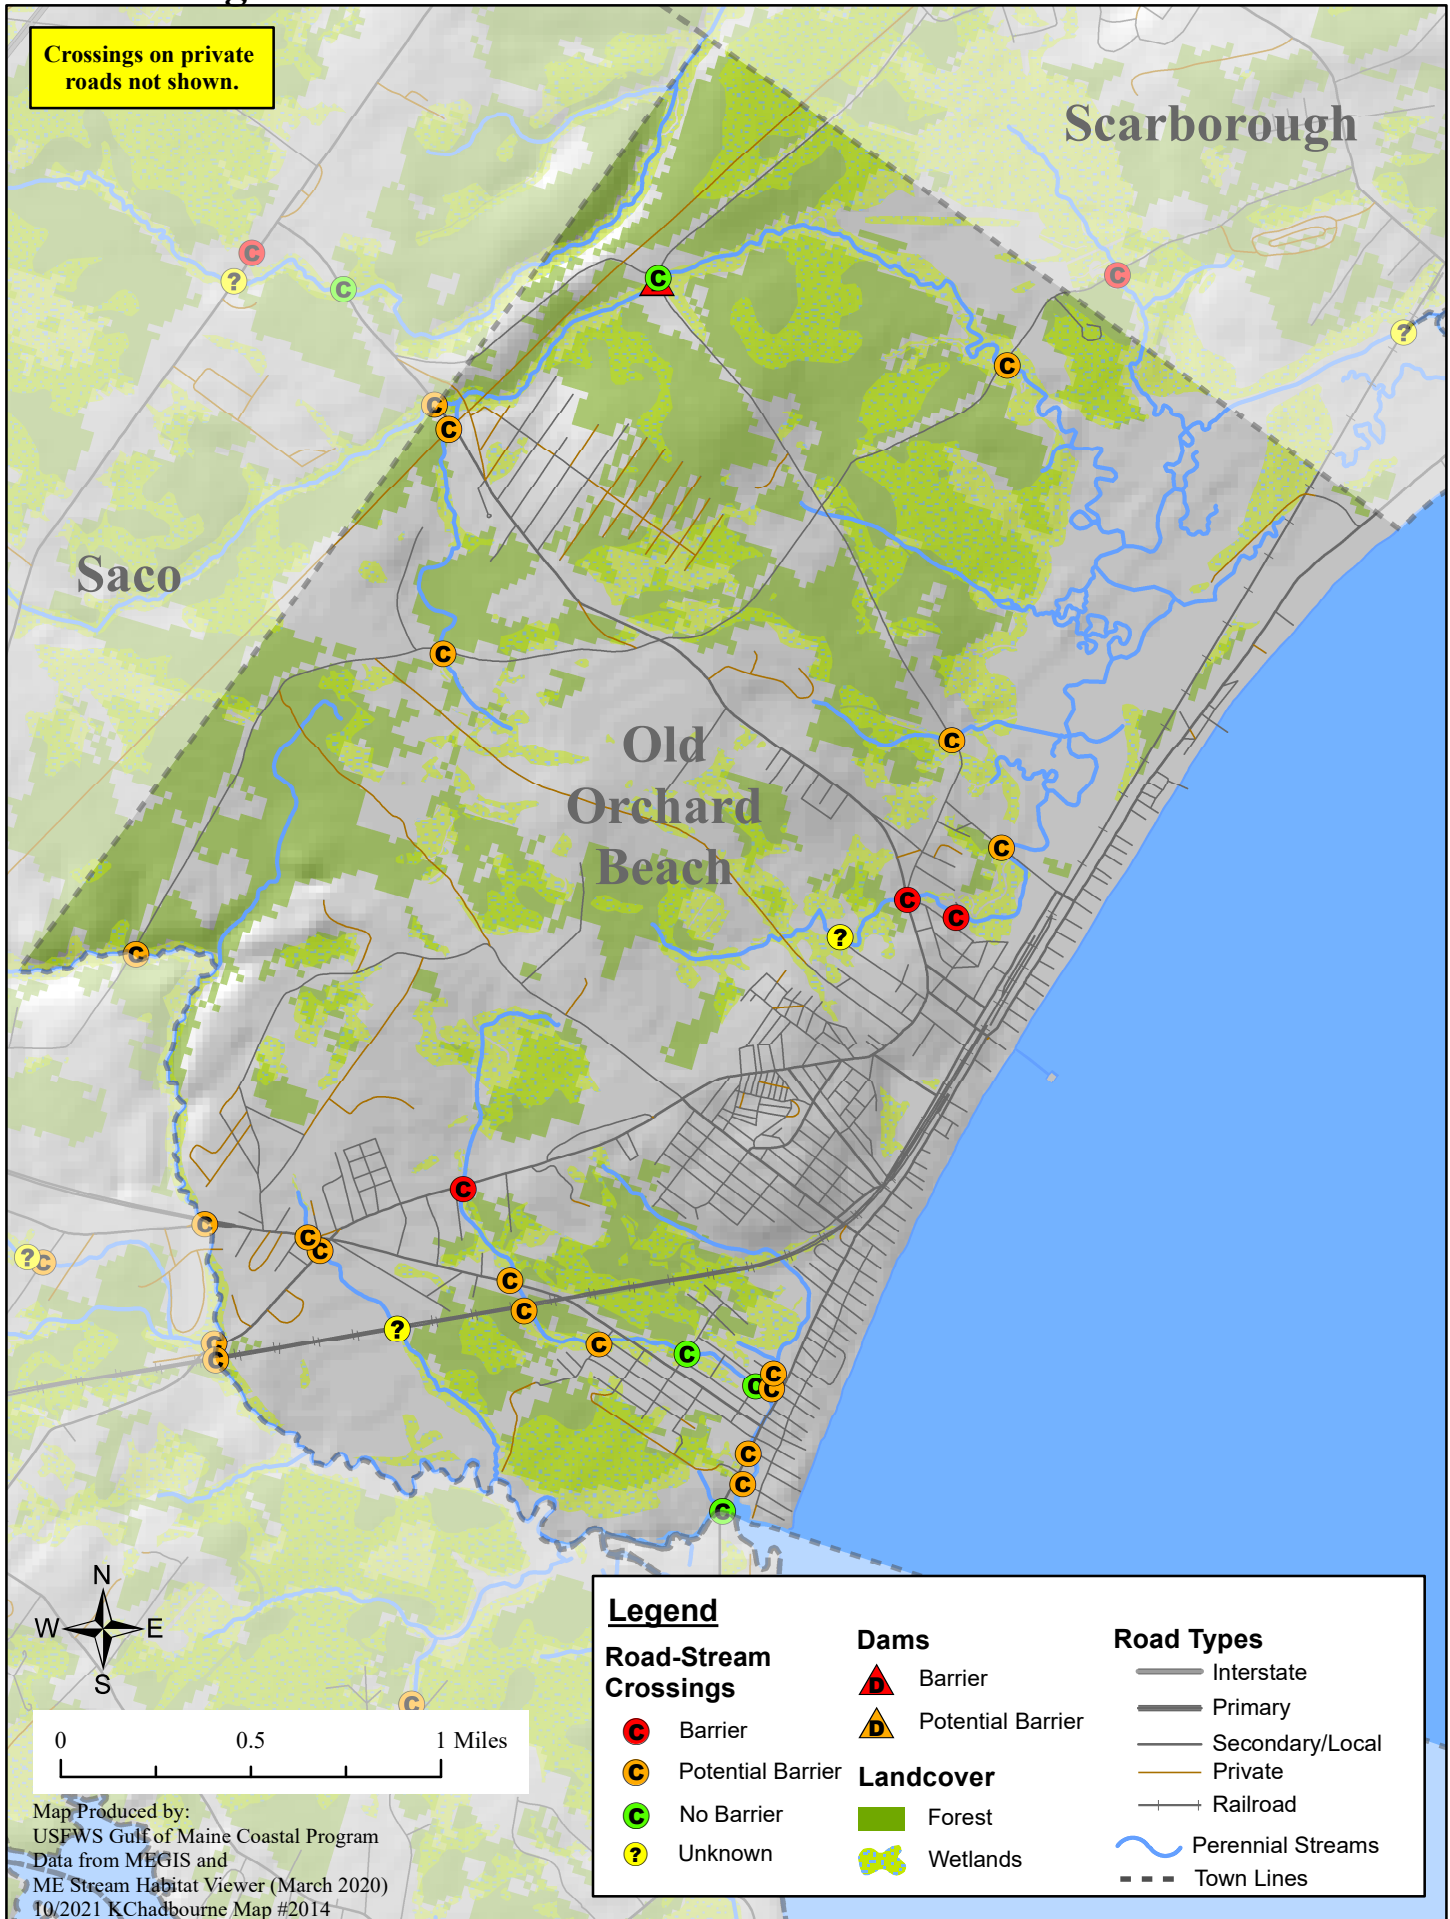 Crossings on private
roads not shown.
Scarborough
Saco
Old
Orchard
Beach
N
W E
S
0 0.5 1 Miles
Map Produced by:
USFWS Gulf of Maine Coastal Program
Data from MEGIS and
ME Stream Habitat Viewer (March 2020)
10/2021 KChadbourne Map #2014
Legend
Road-Stream
Crossings
C Barrier
C Potential Barrier
C No Barrier
? Unknown
Dams
D Barrier
D Potential Barrier
Landcover
Forest
Wetlands
Road Types
Interstate
Primary
Secondary/Local
Private
Railroad
Perennial Streams
Town Lines